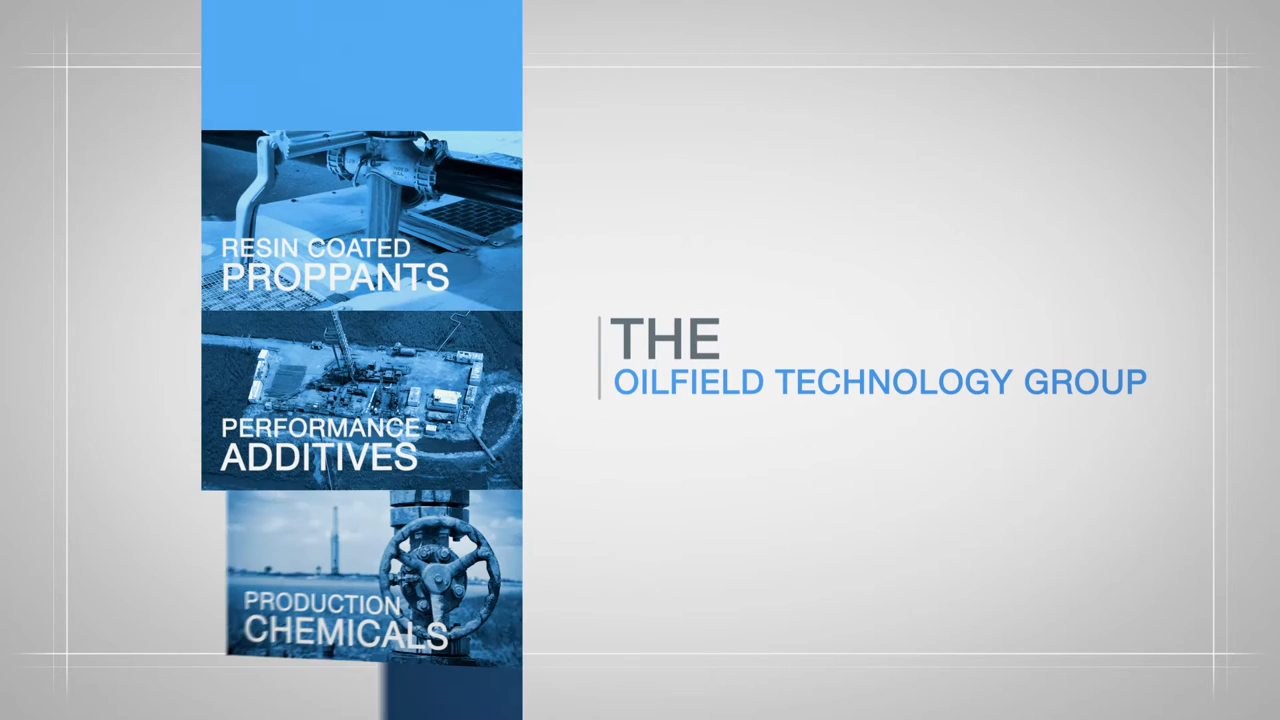 RESIN COATED
PROPPANTS
PERFORMANCE
ADDITIVES
PRODUCTION
CHEMICALS
THE
OILFIELD TECHNOLOGY GROUP